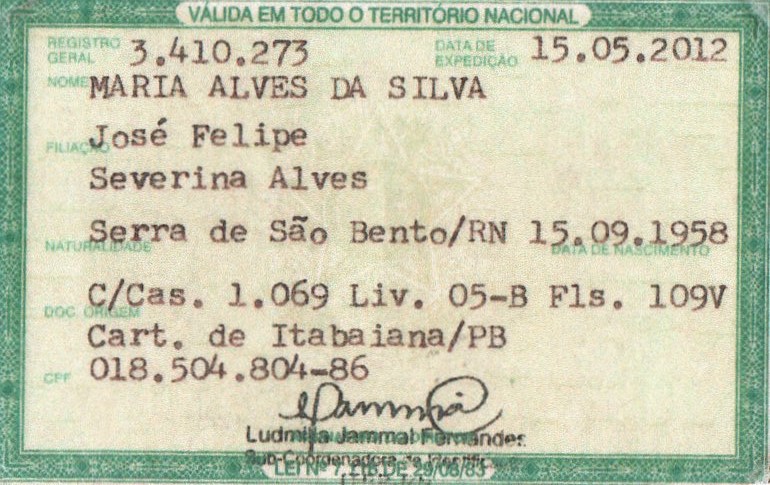 VÁLIDA EM TODO O TERRITÓRIO NACIONAL
REGISTRO GERAL 3.410.273 DATA DE EXPEDIÇÃO 15.05.2012
NOME MARIA ALVES DA SILVA
FILIAÇÃO José Felipe
Severina Alves
NATURALIDADE Serra de São Bento/RN DATA DE NASCIMENTO 15.09.1958
DOC. ORIGEM C/Cas. 1.069 Liv. 05-B Fls. 109V
Cart. de Itabaiana/PB
CPF 018.504.804-86
Ludmila Jammal Fernandes
Sub-Coordenadora de
LEI Nº 7.116 DE 29/08/83